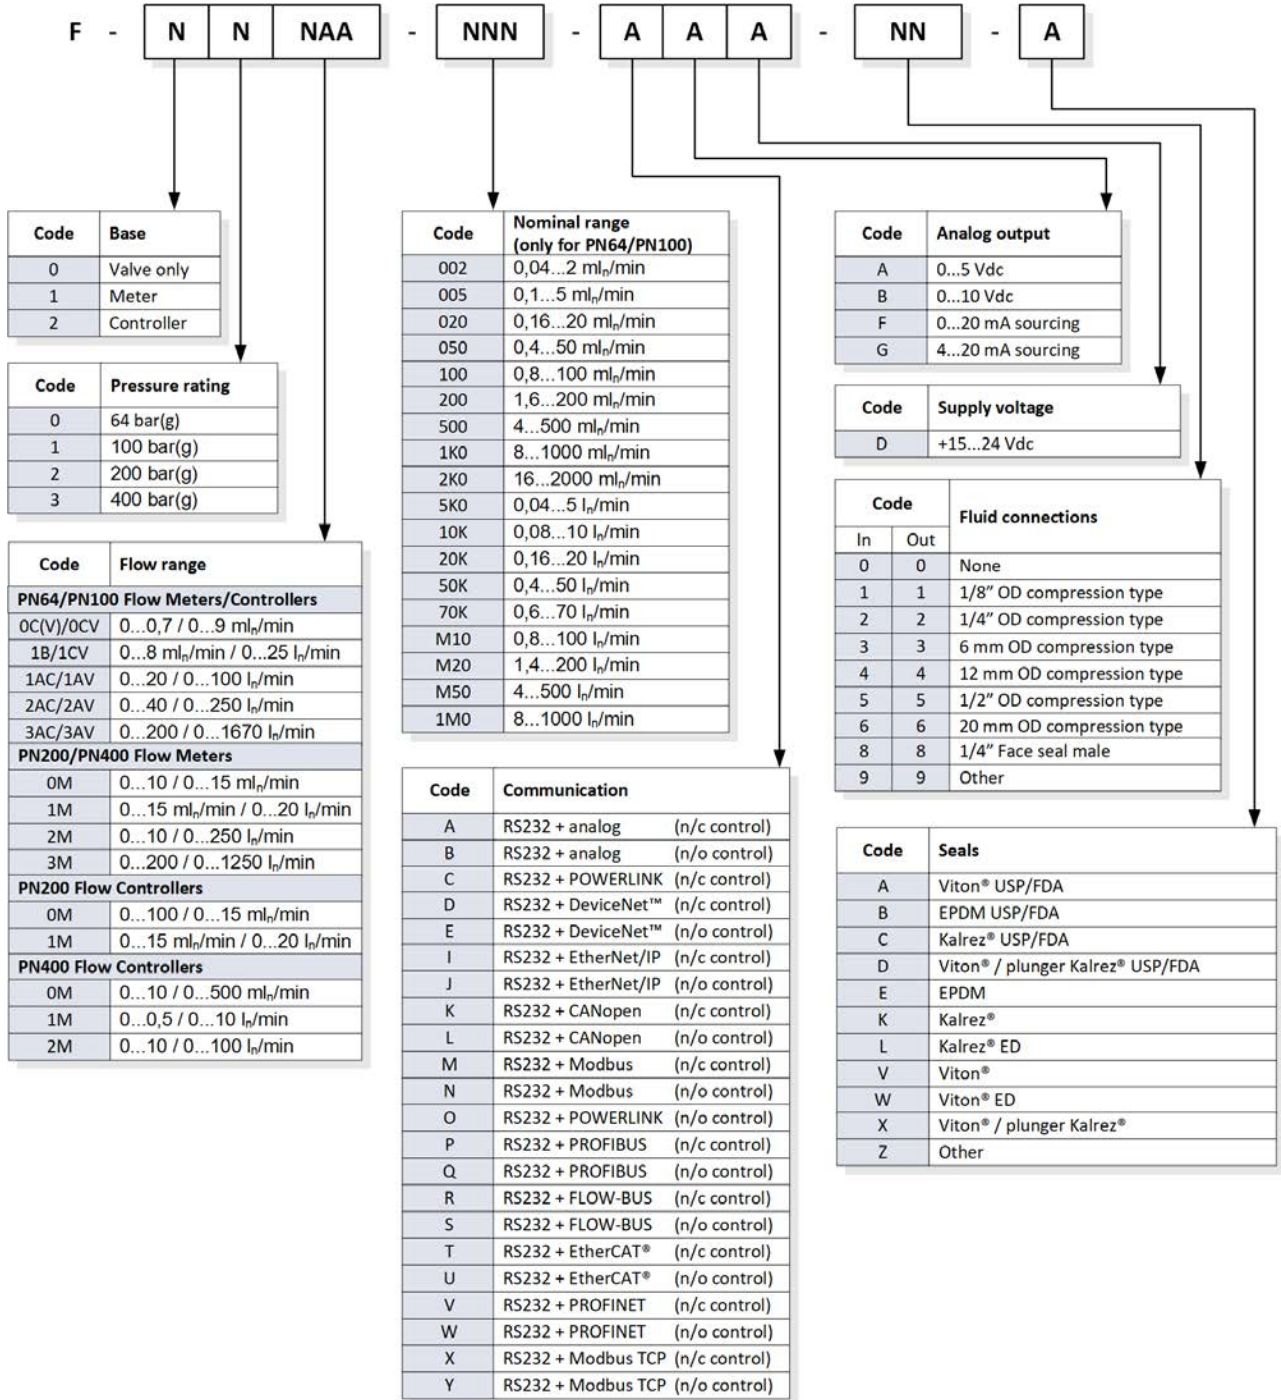 F - N N NAA - NNN - A A A - NN - A
Code Base
0 Valve only
1 Meter
2 Controller
Code Pressure rating
0 64 bar(g)
1 100 bar(g)
2 200 bar(g)
3 400 bar(g)
Code Flow range
PN64/PN100 Flow Meters/Controllers
0C(V)/0CV 0...0,7 / 0...9 mlₙ/min
1B/1CV 0...8 mlₙ/min / 0...25 lₙ/min
1AC/1AV 0...20 / 0...100 lₙ/min
2AC/2AV 0...40 / 0...250 lₙ/min
3AC/3AV 0...200 / 0...1670 lₙ/min
PN200/PN400 Flow Meters
0M 0...10 / 0...15 mlₙ/min
1M 0...15 mlₙ/min / 0...20 lₙ/min
2M 0...10 / 0...250 lₙ/min
3M 0...200 / 0...1250 lₙ/min
PN200 Flow Controllers
0M 0...100 / 0...15 mlₙ/min
1M 0...15 mlₙ/min / 0...20 lₙ/min
PN400 Flow Controllers
0M 0...10 / 0...500 mlₙ/min
1M 0...0,5 / 0...10 lₙ/min
2M 0...10 / 0...100 lₙ/min
Code Nominal range
(only for PN64/PN100)
002 0,04...2 mlₙ/min
005 0,1...5 mlₙ/min
020 0,16...20 mlₙ/min
050 0,4...50 mlₙ/min
100 0,8...100 mlₙ/min
200 1,6...200 mlₙ/min
500 4...500 mlₙ/min
1K0 8...1000 mlₙ/min
2K0 16...2000 mlₙ/min
5K0 0,04...5 lₙ/min
10K 0,08...10 lₙ/min
20K 0,16...20 lₙ/min
50K 0,4...50 lₙ/min
70K 0,6...70 lₙ/min
M10 0,8...100 lₙ/min
M20 1,4...200 lₙ/min
M50 4...500 lₙ/min
1M0 8...1000 lₙ/min
Code Communication
A RS232 + analog (n/c control)
B RS232 + analog (n/o control)
C RS232 + POWERLINK (n/c control)
D RS232 + DeviceNet™ (n/c control)
E RS232 + DeviceNet™ (n/o control)
I RS232 + EtherNet/IP (n/c control)
J RS232 + EtherNet/IP (n/o control)
K RS232 + CANopen (n/c control)
L RS232 + CANopen (n/o control)
M RS232 + Modbus (n/c control)
N RS232 + Modbus (n/o control)
O RS232 + POWERLINK (n/o control)
P RS232 + PROFIBUS (n/c control)
Q RS232 + PROFIBUS (n/o control)
R RS232 + FLOW-BUS (n/c control)
S RS232 + FLOW-BUS (n/o control)
T RS232 + EtherCAT® (n/c control)
U RS232 + EtherCAT® (n/o control)
V RS232 + PROFINET (n/c control)
W RS232 + PROFINET (n/o control)
X RS232 + Modbus TCP (n/c control)
Y RS232 + Modbus TCP (n/o control)
Code Analog output
A 0...5 Vdc
B 0...10 Vdc
F 0...20 mA sourcing
G 4...20 mA sourcing
Code Supply voltage
D +15...24 Vdc
Code Fluid connections
In Out
0 0 None
1 1 1/8” OD compression type
2 2 1/4” OD compression type
3 3 6 mm OD compression type
4 4 12 mm OD compression type
5 5 1/2” OD compression type
6 6 20 mm OD compression type
8 8 1/4” Face seal male
9 9 Other
Code Seals
A Viton® USP/FDA
B EPDM USP/FDA
C Kalrez® USP/FDA
D Viton® / plunger Kalrez® USP/FDA
E EPDM
K Kalrez®
L Kalrez® ED
V Viton®
W Viton® ED
X Viton® / plunger Kalrez®
Z Other